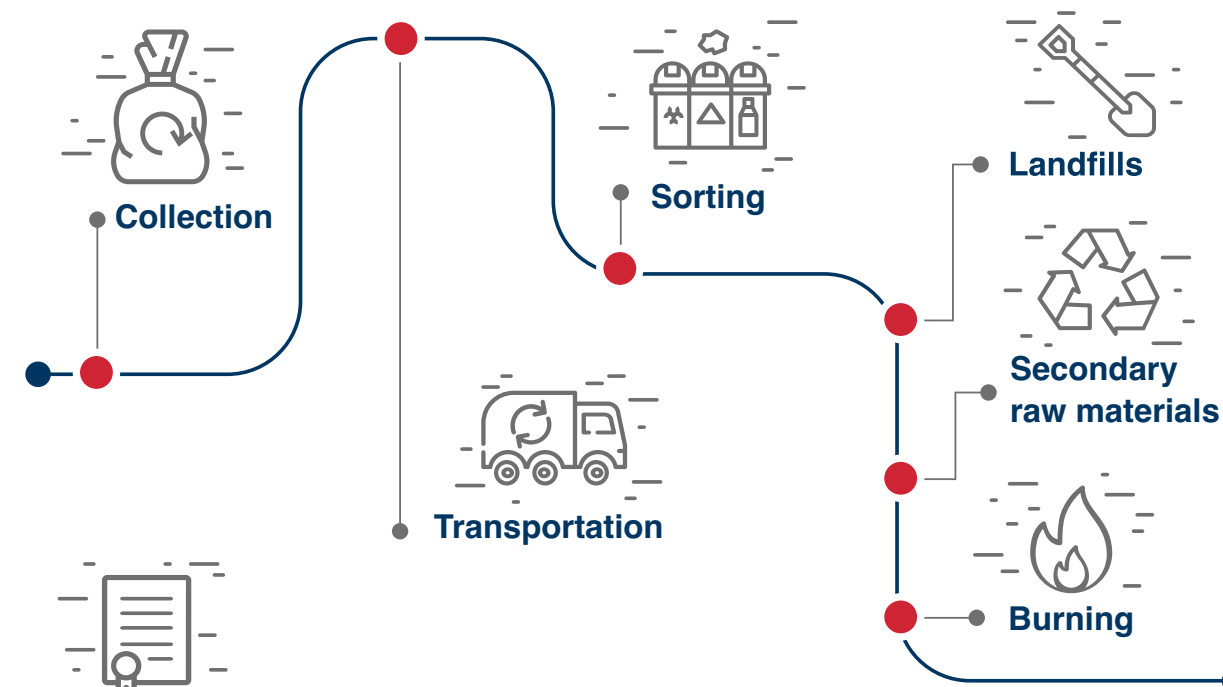 Collection
Transportation
Sorting
Landfills
Secondary
raw materials
Burning